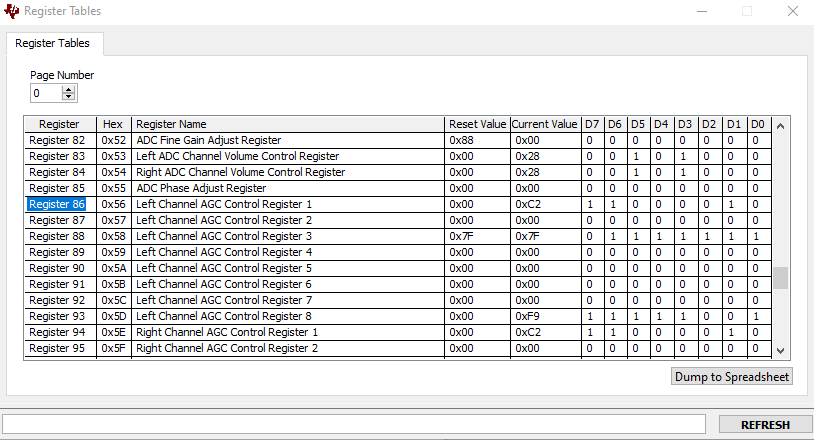 Register Tables
Register Tables
Page Number
0
Register Hex Register Name Reset Value Current Value D7 D6 D5 D4 D3 D2 D1 D0
Register 82 0x52 ADC Fine Gain Adjust Register 0x88 0x00 0 0 0 0 0 0 0 0
Register 83 0x53 Left ADC Channel Volume Control Register 0x00 0x28 0 0 1 0 1 0 0 0
Register 84 0x54 Right ADC Channel Volume Control Register 0x00 0x28 0 0 1 0 1 0 0 0
Register 85 0x55 ADC Phase Adjust Register 0x00 0x00 0 0 0 0 0 0 0 0
Register 86 0x56 Left Channel AGC Control Register 1 0x00 0xC2 1 1 0 0 0 0 1 0
Register 87 0x57 Left Channel AGC Control Register 2 0x00 0x00 0 0 0 0 0 0 0 0
Register 88 0x58 Left Channel AGC Control Register 3 0x7F 0x7F 0 1 1 1 1 1 1 1
Register 89 0x59 Left Channel AGC Control Register 4 0x00 0x00 0 0 0 0 0 0 0 0
Register 90 0x5A Left Channel AGC Control Register 5 0x00 0x00 0 0 0 0 0 0 0 0
Register 91 0x5B Left Channel AGC Control Register 6 0x00 0x00 0 0 0 0 0 0 0 0
Register 92 0x5C Left Channel AGC Control Register 7 0x00 0x00 0 0 0 0 0 0 0 0
Register 93 0x5D Left Channel AGC Control Register 8 0x00 0xF9 1 1 1 1 1 0 0 1
Register 94 0x5E Right Channel AGC Control Register 1 0x00 0xC2 1 1 0 0 0 0 1 0
Register 95 0x5F Right Channel AGC Control Register 2 0x00 0x00 0 0 0 0 0 0 0 0
Dump to Spreadsheet
REFRESH